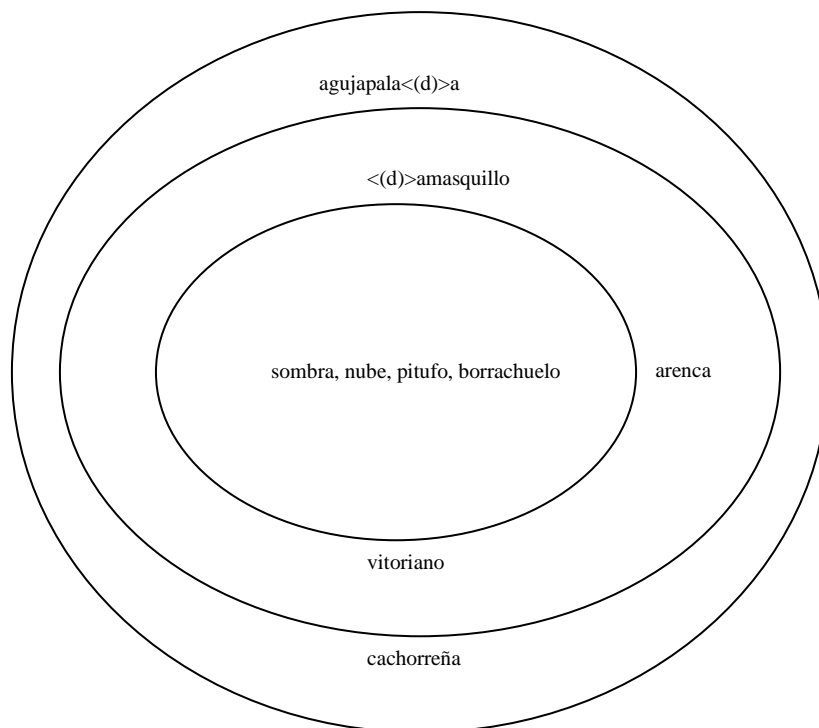 agujapala<(d)>a
<(d)>amasquillo
sombra, nube, pitufo, borrachuelo
arenca
vitoriano
cachorreña